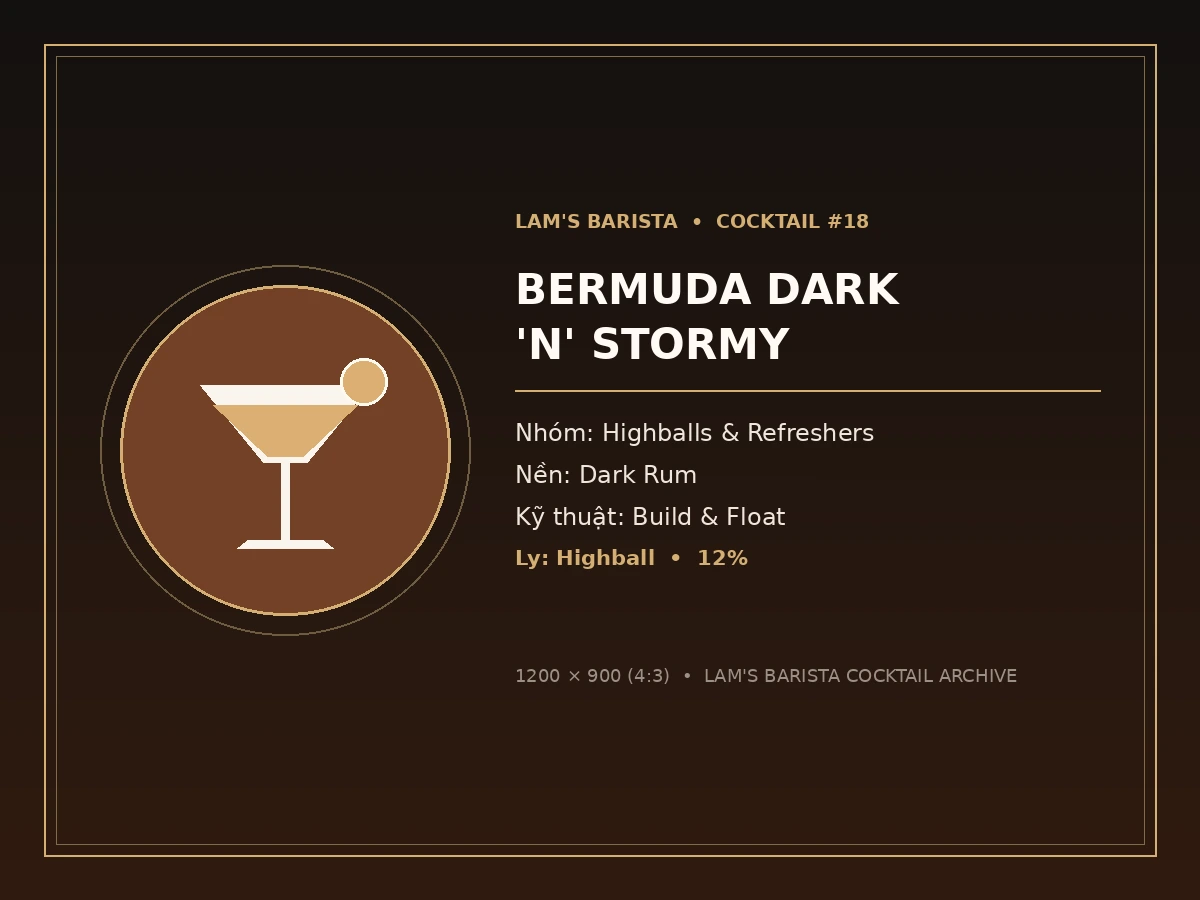 LAM'S BARISTA • COCKTAIL #18
BERMUDA DARK
'N' STORMY
Nhóm: Highballs & Refreshers
Nền: Dark Rum
Kỹ thuật: Build & Float
Ly: Highball • 12%
1200 × 900 (4:3) • LAM'S BARISTA COCKTAIL ARCHIVE